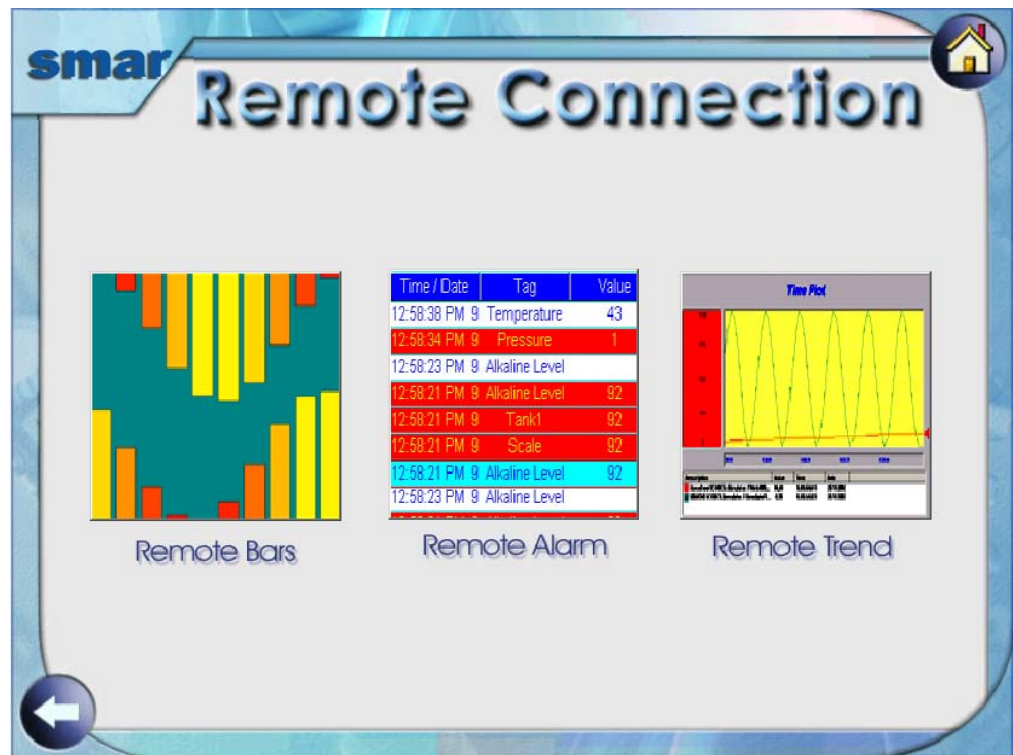 smar
Remote Connection
Time / Date Tag Value
12:58:38 PM 9 Temperature 43
12:58:34 PM 9 Pressure 1
12:58:23 PM 9 Alkaline Level
12:58:21 PM 9 Alkaline Level 92
12:58:21 PM 9 Tank1 92
12:58:21 PM 9 Scale 92
12:58:21 PM 9 Alkaline Level 92
12:58:23 PM 9 Alkaline Level
Time Plot
Remote Bars
Remote Alarm
Remote Trend